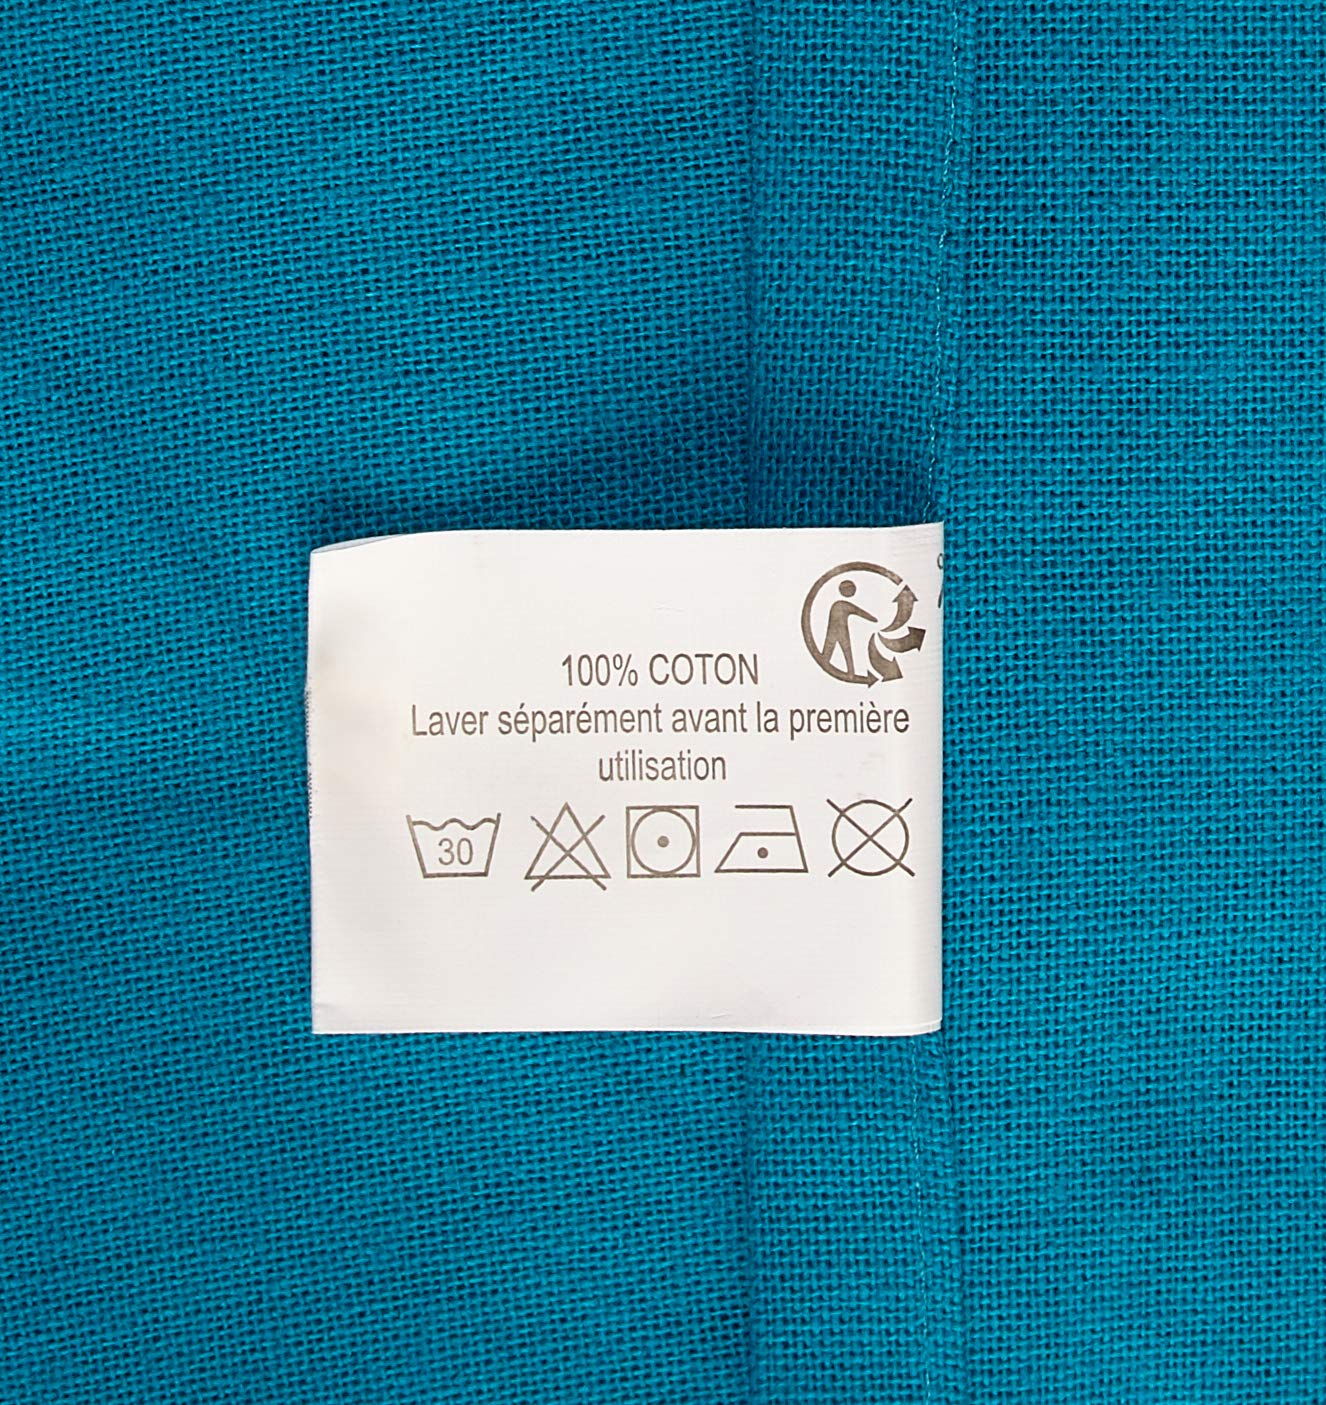 100% COTON
Laver séparément avant la première
utilisation
30